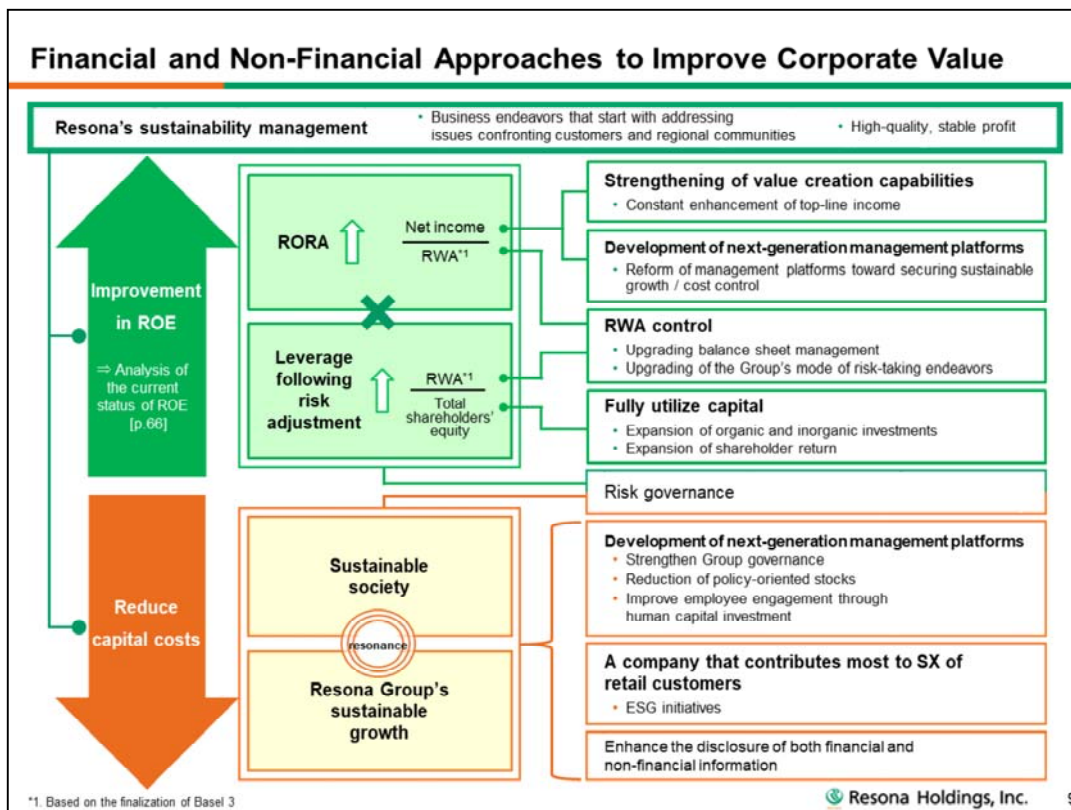 Financial and Non-Financial Approaches to Improve Corporate Value
Resona's sustainability management
• Business endeavors that start with addressing
issues confronting customers and regional communities
• High-quality, stable profit
Improvement
in ROE
⇒ Analysis of
the current
status of ROE
[p.66]
RORA
Net income
RWA*1
Leverage
following
risk
adjustment
RWA*1
Total
shareholders'
equity
Strengthening of value creation capabilities
• Constant enhancement of top-line income
Development of next-generation management platforms
• Reform of management platforms toward securing sustainable
growth / cost control
RWA control
• Upgrading balance sheet management
• Upgrading of the Group's mode of risk-taking endeavors
Fully utilize capital
• Expansion of organic and inorganic investments
• Expansion of shareholder return
Risk governance
Reduce
capital costs
Sustainable
society
resonance
Resona Group's
sustainable
growth
Development of next-generation management platforms
• Strengthen Group governance
• Reduction of policy-oriented stocks
• Improve employee engagement through
human capital investment
A company that contributes most to SX of
retail customers
• ESG initiatives
Enhance the disclosure of both financial and
non-financial information
*1. Based on the finalization of Basel 3
Resona Holdings, Inc.